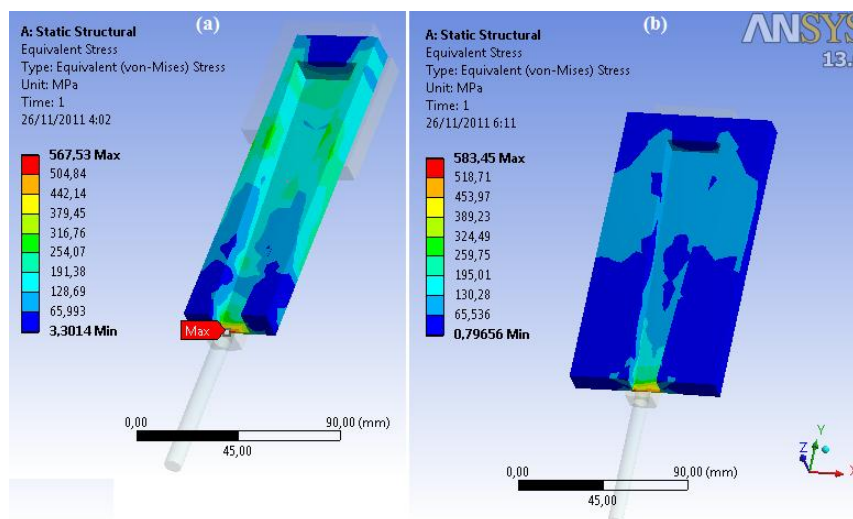 (a)
A: Static Structural
Equivalent Stress
Type: Equivalent (von-Mises) Stress
Unit: MPa
Time: 1
26/11/2011 4:02
567,53 Max
504,84
442,14
379,45
316,76
254,07
191,38
128,69
65,993
3,3014 Min
Max
0,00
90,00 (mm)
45,00
(b)
ANSYS
13.
A: Static Structural
Equivalent Stress
Type: Equivalent (von-Mises) Stress
Unit: MPa
Time: 1
26/11/2011 6:11
583,45 Max
518,71
453,97
389,23
324,49
259,75
195,01
130,28
65,536
0,79656 Min
0,00
90,00 (mm)
45,00
Y
Z
X